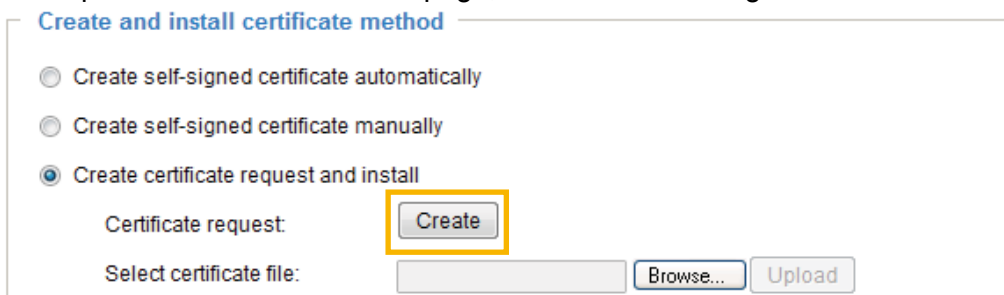 Create and install certificate method
Create self-signed certificate automatically
Create self-signed certificate manually
Create certificate request and install
Certificate request: Create
Select certificate file: Browse... Upload